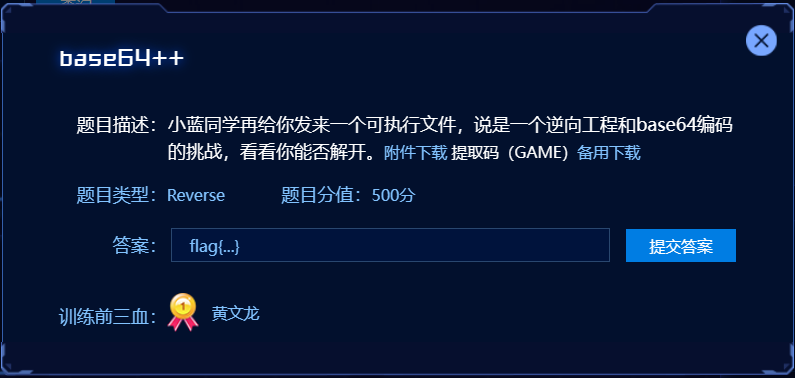 base64++
题目描述：小蓝同学再给你发来一个可执行文件，说是一个逆向工程和base64编码
的挑战，看看你能否解开。附件下载 提取码（GAME）备用下载
题目类型：Reverse 题目分值：500分
答案： flag{...} 提交答案
训练前三血： 1 黄文龙